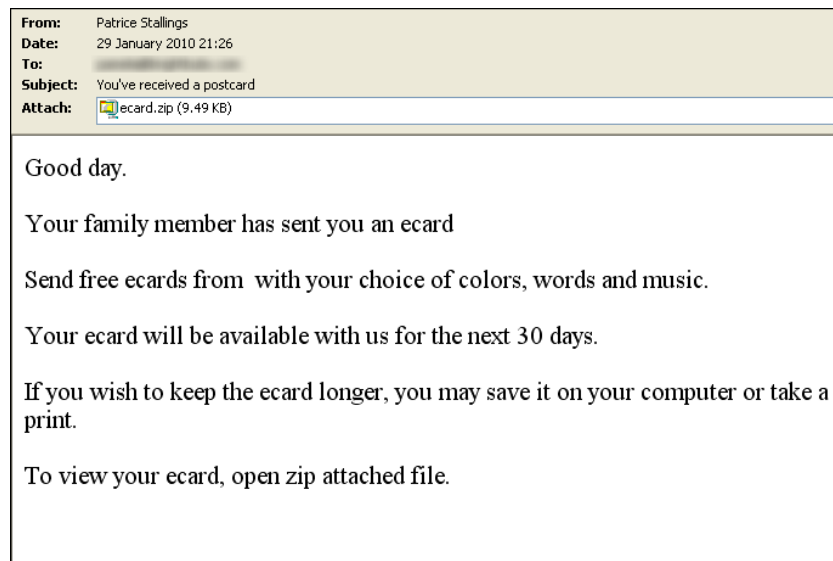 From: Patrice Stallings
Date: 29 January 2010 21:26
To:
Subject: You've received a postcard
Attach: ecard.zip (9.49 KB)
Good day.
Your family member has sent you an ecard
Send free ecards from  with your choice of colors, words and music.
Your ecard will be available with us for the next 30 days.
If you wish to keep the ecard longer, you may save it on your computer or take a
print.
To view your ecard, open zip attached file.